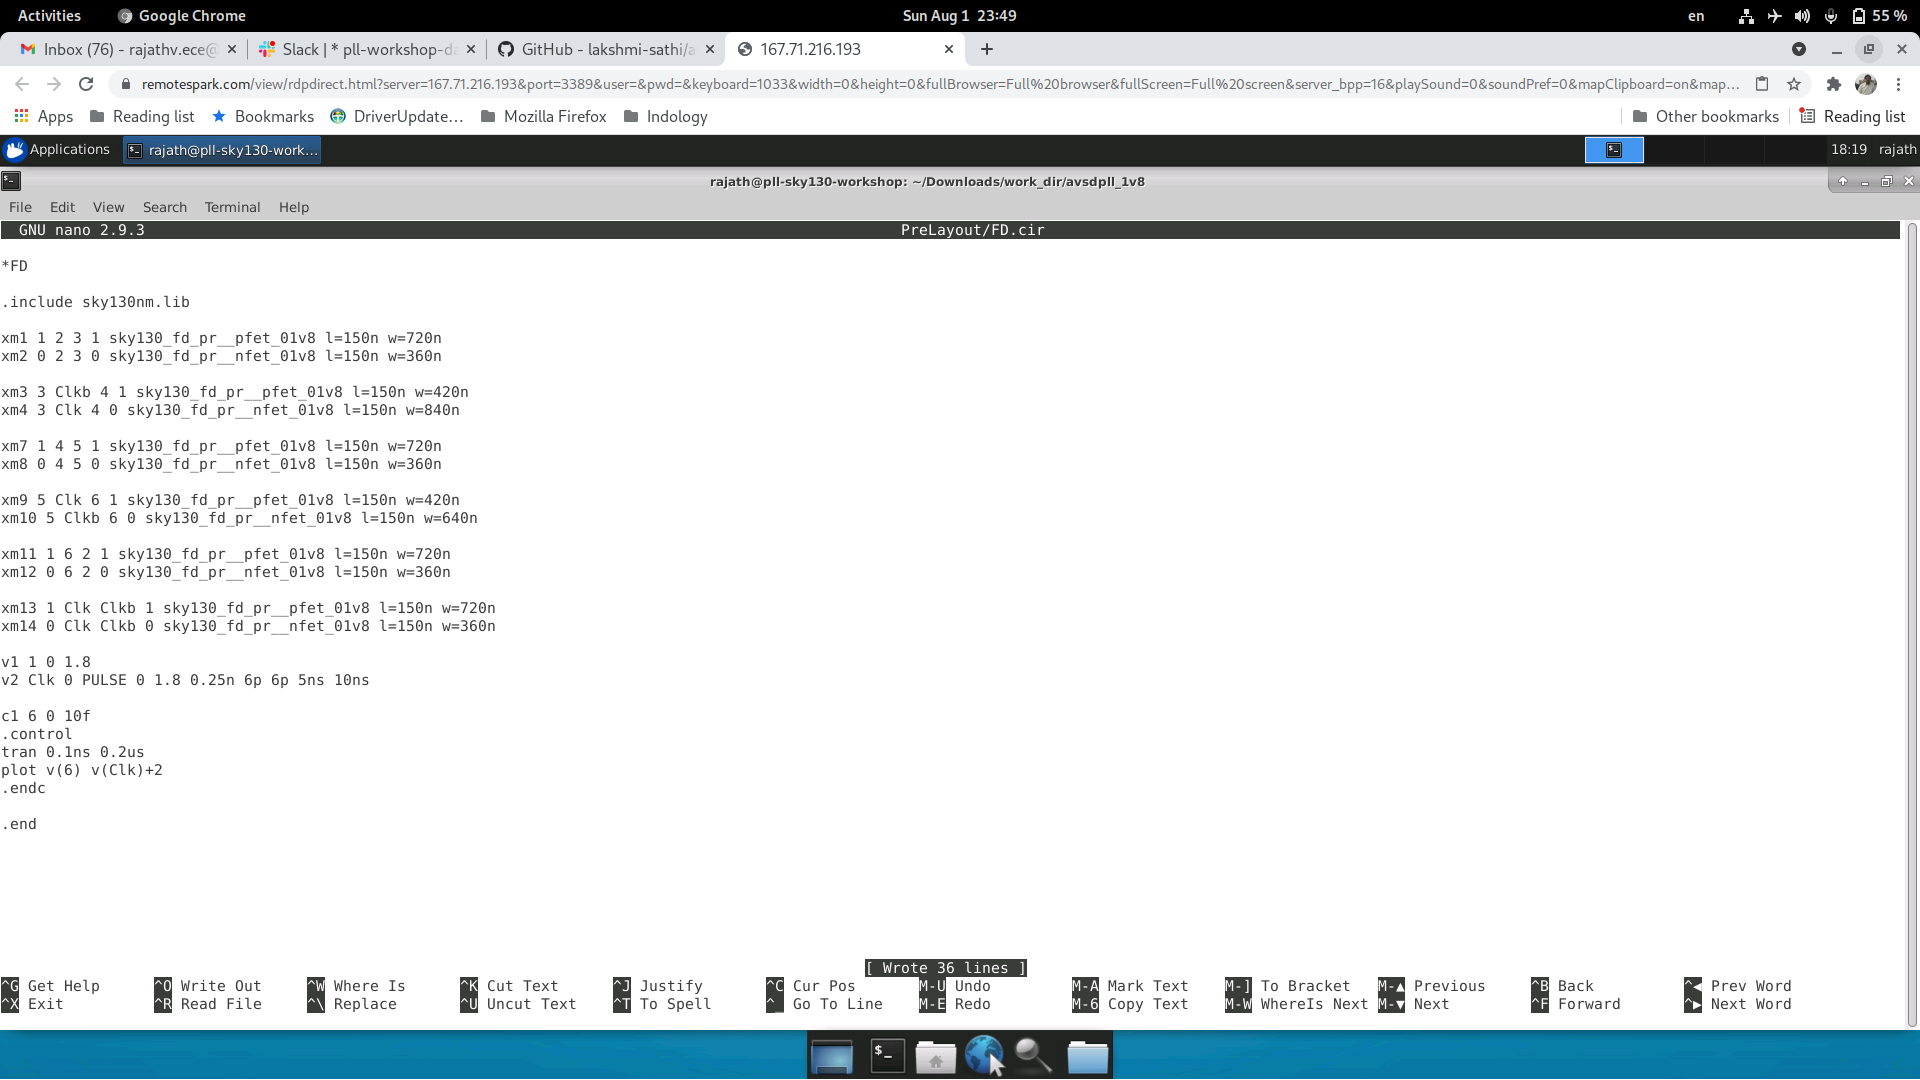 Activities
Google Chrome
Sun Aug 1 23:49
en
55 %
Inbox (76) - rajathv.ece@
Slack | * pll-workshop-da
GitHub - lakshmi-sathi/a
167.71.216.193
remotespark.com/view/rdpdirect.html?server=167.71.216.193&port=3389&user=&pwd=&keyboard=1033&width=0&height=0&fullBrowser=Full%20browser&fullScreen=Full%20screen&server_bpp=16&playSound=0&soundPref=0&mapClipboard=on&map...
Apps
Reading list
Bookmarks
DriverUpdate...
Mozilla Firefox
Indology
Other bookmarks
Reading list
Applications
rajath@pll-sky130-work...
18:19
rajath
rajath@pll-sky130-workshop: ~/Downloads/work_dir/avsdpll_1v8
File Edit View Search Terminal Help
GNU nano 2.9.3 PreLayout/FD.cir
*FD
.include sky130nm.lib
xm1 1 2 3 1 sky130_fd_pr__pfet_01v8 l=150n w=720n
xm2 0 2 3 0 sky130_fd_pr__nfet_01v8 l=150n w=360n
xm3 3 Clkb 4 1 sky130_fd_pr__pfet_01v8 l=150n w=420n
xm4 3 Clk 4 0 sky130_fd_pr__nfet_01v8 l=150n w=840n
xm7 1 4 5 1 sky130_fd_pr__pfet_01v8 l=150n w=720n
xm8 0 4 5 0 sky130_fd_pr__nfet_01v8 l=150n w=360n
xm9 5 Clk 6 1 sky130_fd_pr__pfet_01v8 l=150n w=420n
xm10 5 Clkb 6 0 sky130_fd_pr__nfet_01v8 l=150n w=640n
xm11 1 6 2 1 sky130_fd_pr__pfet_01v8 l=150n w=720n
xm12 0 6 2 0 sky130_fd_pr__nfet_01v8 l=150n w=360n
xm13 1 Clk Clkb 1 sky130_fd_pr__pfet_01v8 l=150n w=720n
xm14 0 Clk Clkb 0 sky130_fd_pr__nfet_01v8 l=150n w=360n
v1 1 0 1.8
v2 Clk 0 PULSE 0 1.8 0.25n 6p 6p 5ns 10ns
c1 6 0 10f
.control
tran 0.1ns 0.2us
plot v(6) v(Clk)+2
.endc
.end
[ Wrote 36 lines ]
^G Get Help ^O Write Out ^W Where Is ^K Cut Text ^J Justify ^C Cur Pos M-U Undo M-A Mark Text M-] To Bracket M-▲ Previous ^B Back ^◀ Prev Word
^X Exit ^R Read File ^\ Replace ^U Uncut Text ^T To Spell ^_ Go To Line M-E Redo M-6 Copy Text M-W WhereIs Next M-▼ Next ^F Forward ^▶ Next Word